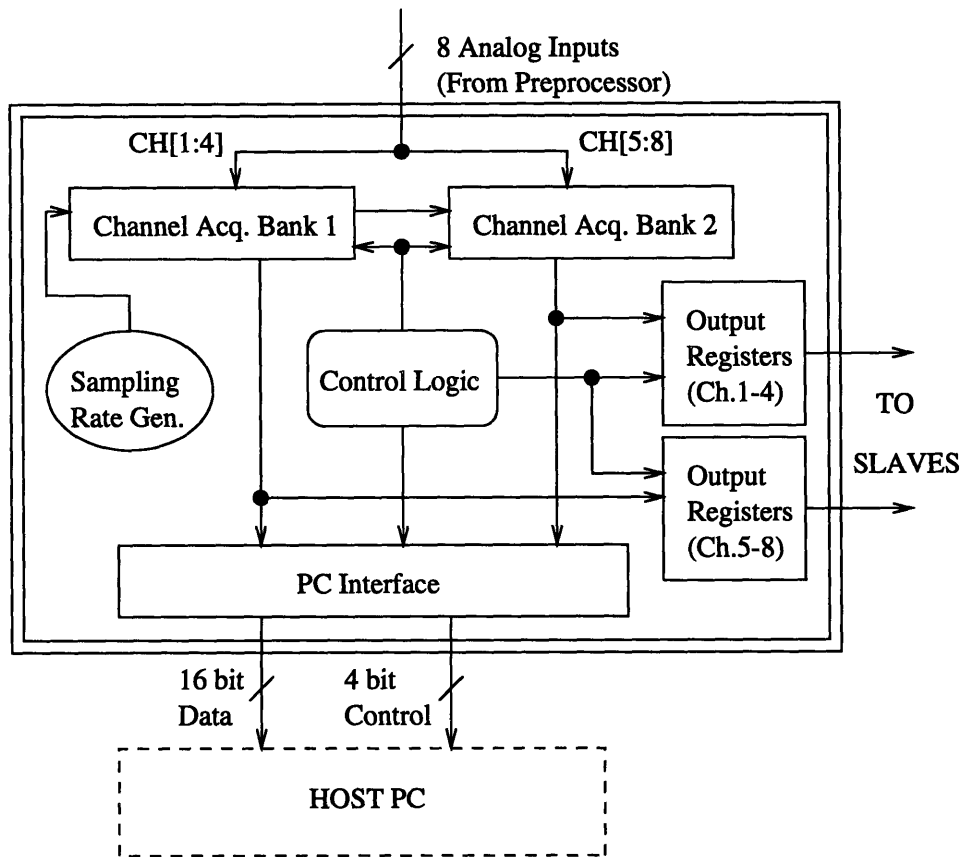 8 Analog Inputs
(From Preprocessor)
CH[1:4]
CH[5:8]
Channel Acq. Bank 1
Channel Acq. Bank 2
Sampling
Rate Gen.
Control Logic
Output
Registers
(Ch.1-4)
TO
SLAVES
Output
Registers
(Ch.5-8)
PC Interface
16 bit
Data
4 bit
Control
HOST PC